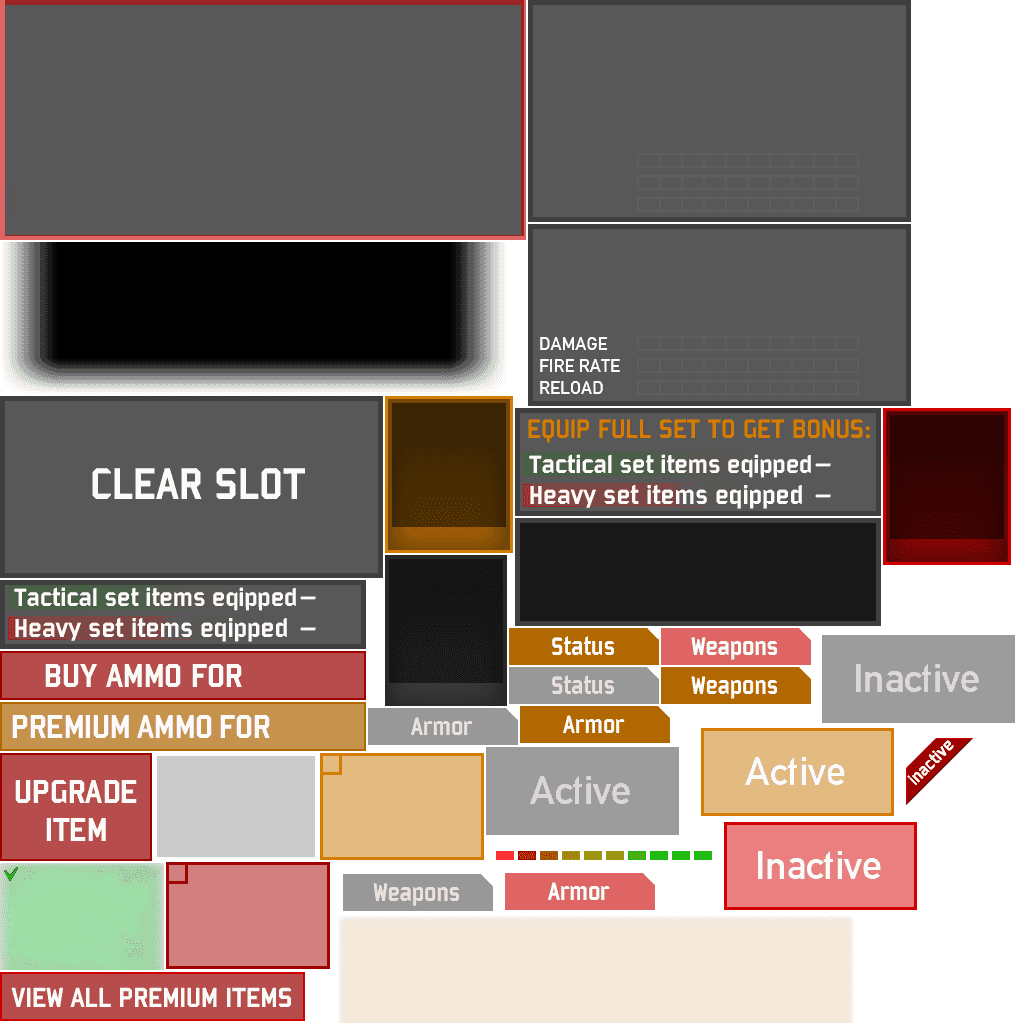 DAMAGE
FIRE RATE
RELOAD
CLEAR SLOT
EQUIP FULL SET TO GET BONUS:
Tactical set items eqipped–
Heavy set items eqipped –
Tactical set items eqipped–
Heavy set items eqipped –
Status
Weapons
BUY AMMO FOR
Inactive
Status
Weapons
PREMIUM AMMO FOR
Armor
Armor
UPGRADE
ITEM
Active
Active
Inactive
Inactive
Weapons
Armor
VIEW ALL PREMIUM ITEMS